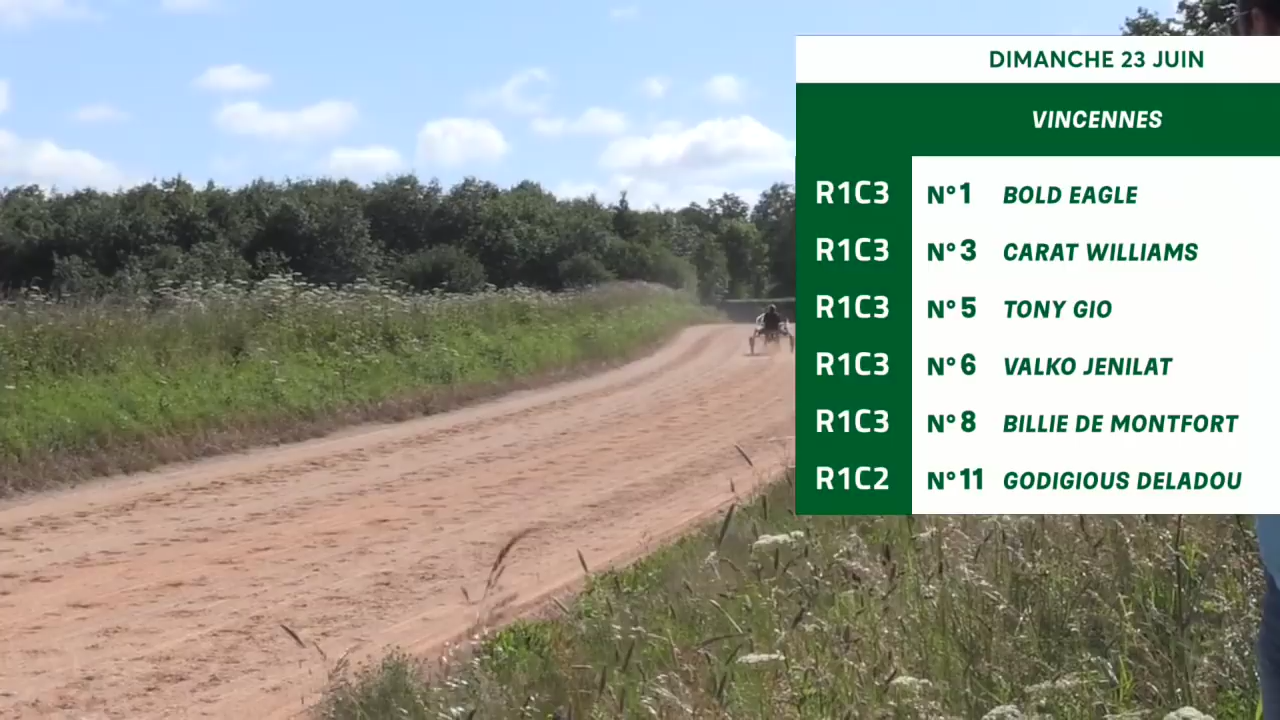 DIMANCHE 23 JUIN
VINCENNES
R1C3 N°1 BOLD EAGLE
R1C3 N°3 CARAT WILLIAMS
R1C3 N°5 TONY GIO
R1C3 N°6 VALKO JENILAT
R1C3 N°8 BILLIE DE MONTFORT
R1C2 N°11 GODIGIOUS DELADOU